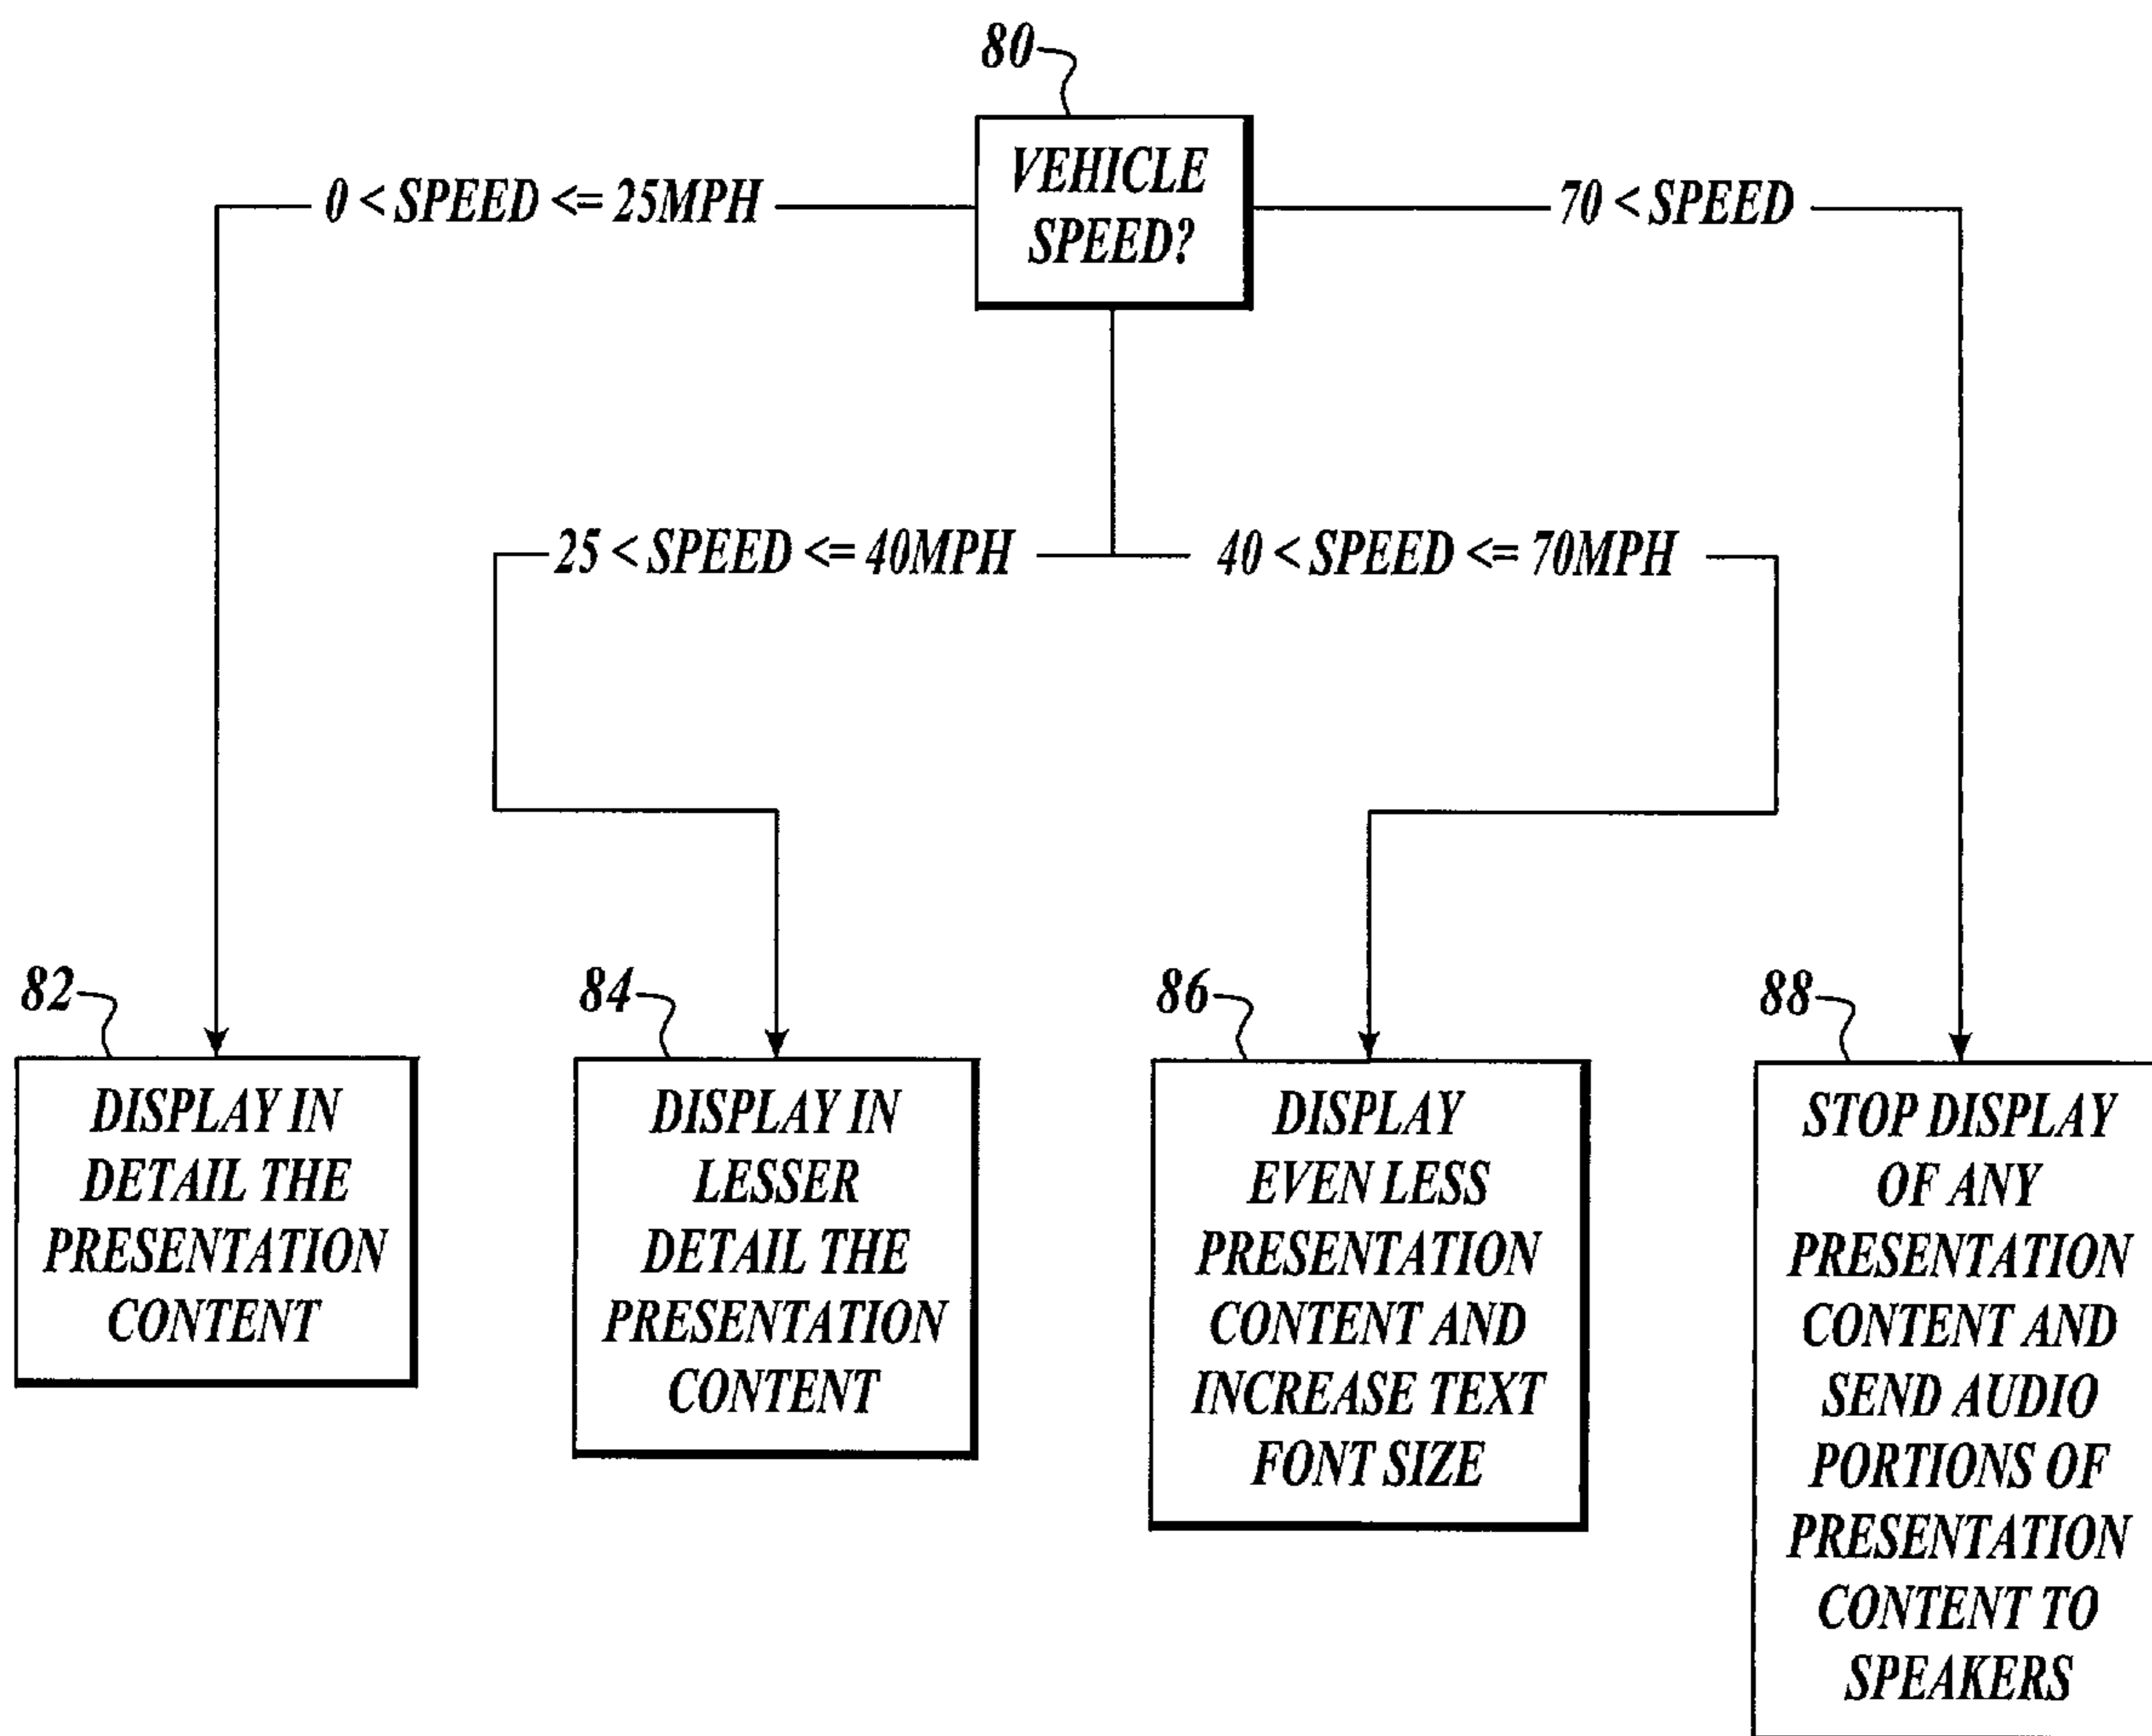 80
VEHICLE
SPEED?
0 < SPEED <= 25MPH
70 < SPEED
25 < SPEED <= 40MPH
40 < SPEED <= 70MPH
82
DISPLAY IN
DETAIL THE
PRESENTATION
CONTENT
84
DISPLAY IN
LESSER
DETAIL THE
PRESENTATION
CONTENT
86
DISPLAY
EVEN LESS
PRESENTATION
CONTENT AND
INCREASE TEXT
FONT SIZE
88
STOP DISPLAY
OF ANY
PRESENTATION
CONTENT AND
SEND AUDIO
PORTIONS OF
PRESENTATION
CONTENT TO
SPEAKERS